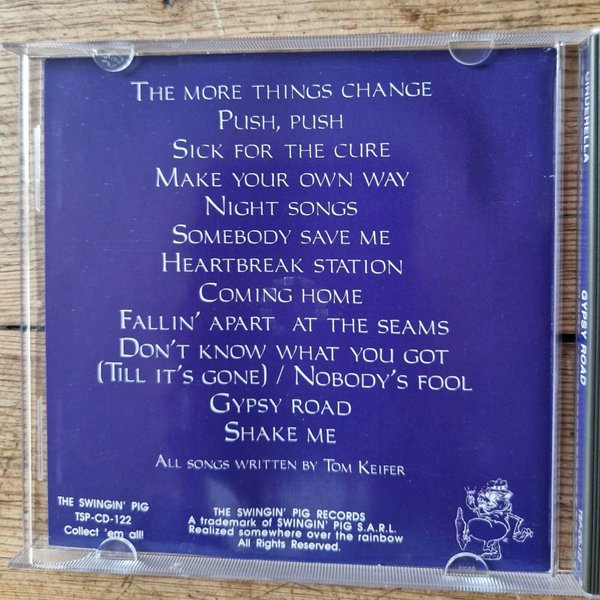 THE MORE THINGS CHANGE
PUSH, PUSH
SICK FOR THE CURE
MAKE YOUR OWN WAY
NIGHT SONGS
SOMEBODY SAVE ME
HEARTBREAK STATION
COMING HOME
FALLIN' APART AT THE SEAMS
DON'T KNOW WHAT YOU GOT
(TILL IT'S GONE) / NOBODY'S FOOL
GYPSY ROAD
SHAKE ME
ALL SONGS WRITTEN BY TOM KEIFER
THE SWINGIN' PIG
TSP-CD-122
Collect 'em all!
THE SWINGIN' PIG RECORDS
A trademark of SWINGIN' PIG S.A.R.L.
Realized somewhere over the rainbow
All Rights Reserved.
CINDERELLA
GYPSY ROAD